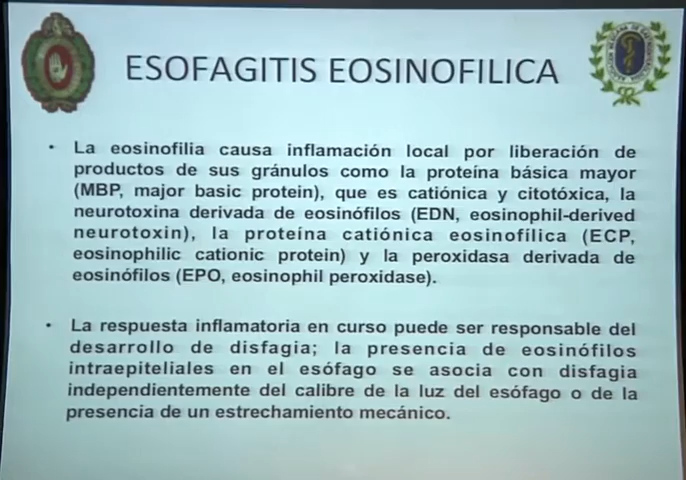 ESOFAGITIS EOSINOFILICA
• La eosinofilia causa inflamación local por liberación de
productos de sus gránulos como la proteína básica mayor
(MBP, major basic protein), que es catiónica y citotóxica, la
neurotoxina derivada de eosinófilos (EDN, eosinophil-derived
neurotoxin), la proteína catiónica eosinofílica (ECP,
eosinophilic cationic protein) y la peroxidasa derivada de
eosinófilos (EPO, eosinophil peroxidase).
• La respuesta inflamatoria en curso puede ser responsable del
desarrollo de disfagia; la presencia de eosinófilos
intraepiteliales en el esófago se asocia con disfagia
independientemente del calibre de la luz del esófago o de la
presencia de un estrechamiento mecánico.